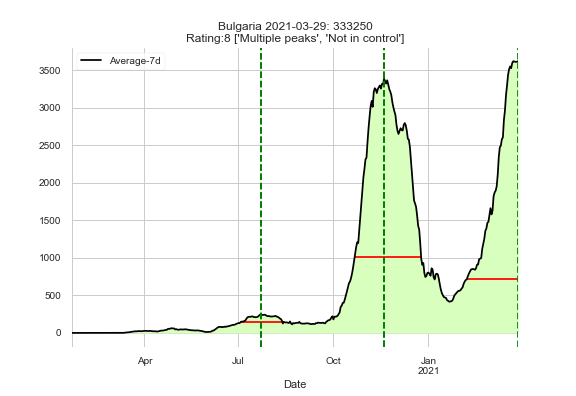 Bulgaria 2021-03-29: 333250
Rating:8 ['Multiple peaks', 'Not in control']
Average-7d
3500
3000
2500
2000
1500
1000
500
0
Apr
Jul
Oct
Jan
2021
Date